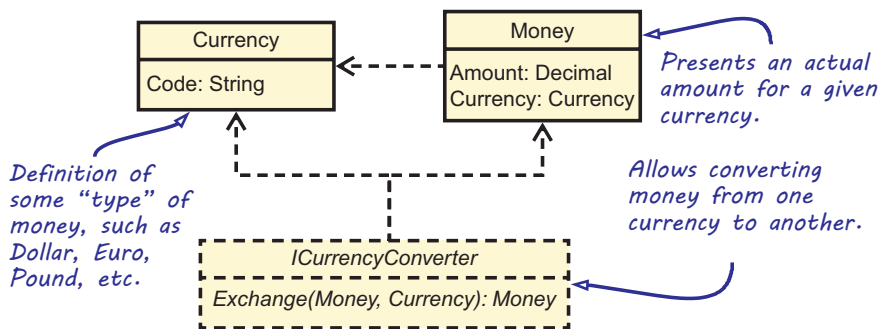 Currency
Code: String
Money
Amount: Decimal
Currency: Currency
Presents an actual
amount for a given
currency.
Definition of
some “type” of
money, such as
Dollar, Euro,
Pound, etc.
Allows converting
money from one
currency to another.
ICurrencyConverter
Exchange(Money, Currency): Money